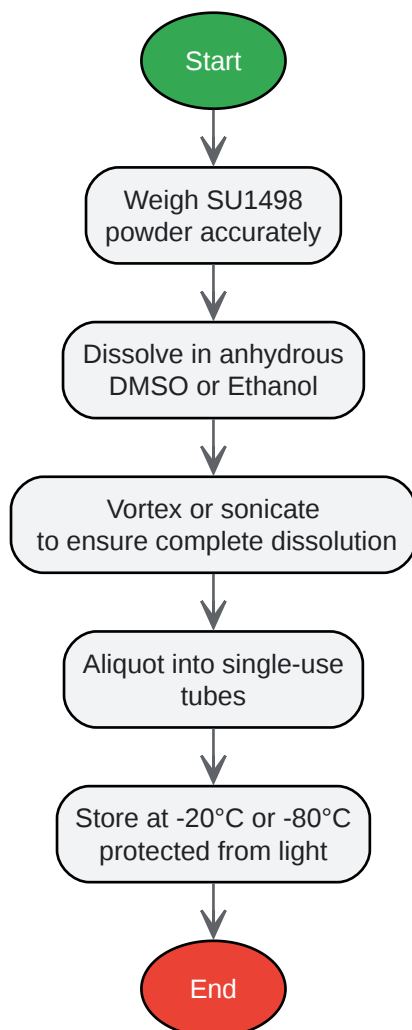 Start
Weigh SU1498
powder accurately
Dissolve in anhydrous
DMSO or Ethanol
Vortex or sonicate
to ensure complete dissolution
Aliquot into single-use
tubes
Store at -20°C or -80°C
protected from light
End